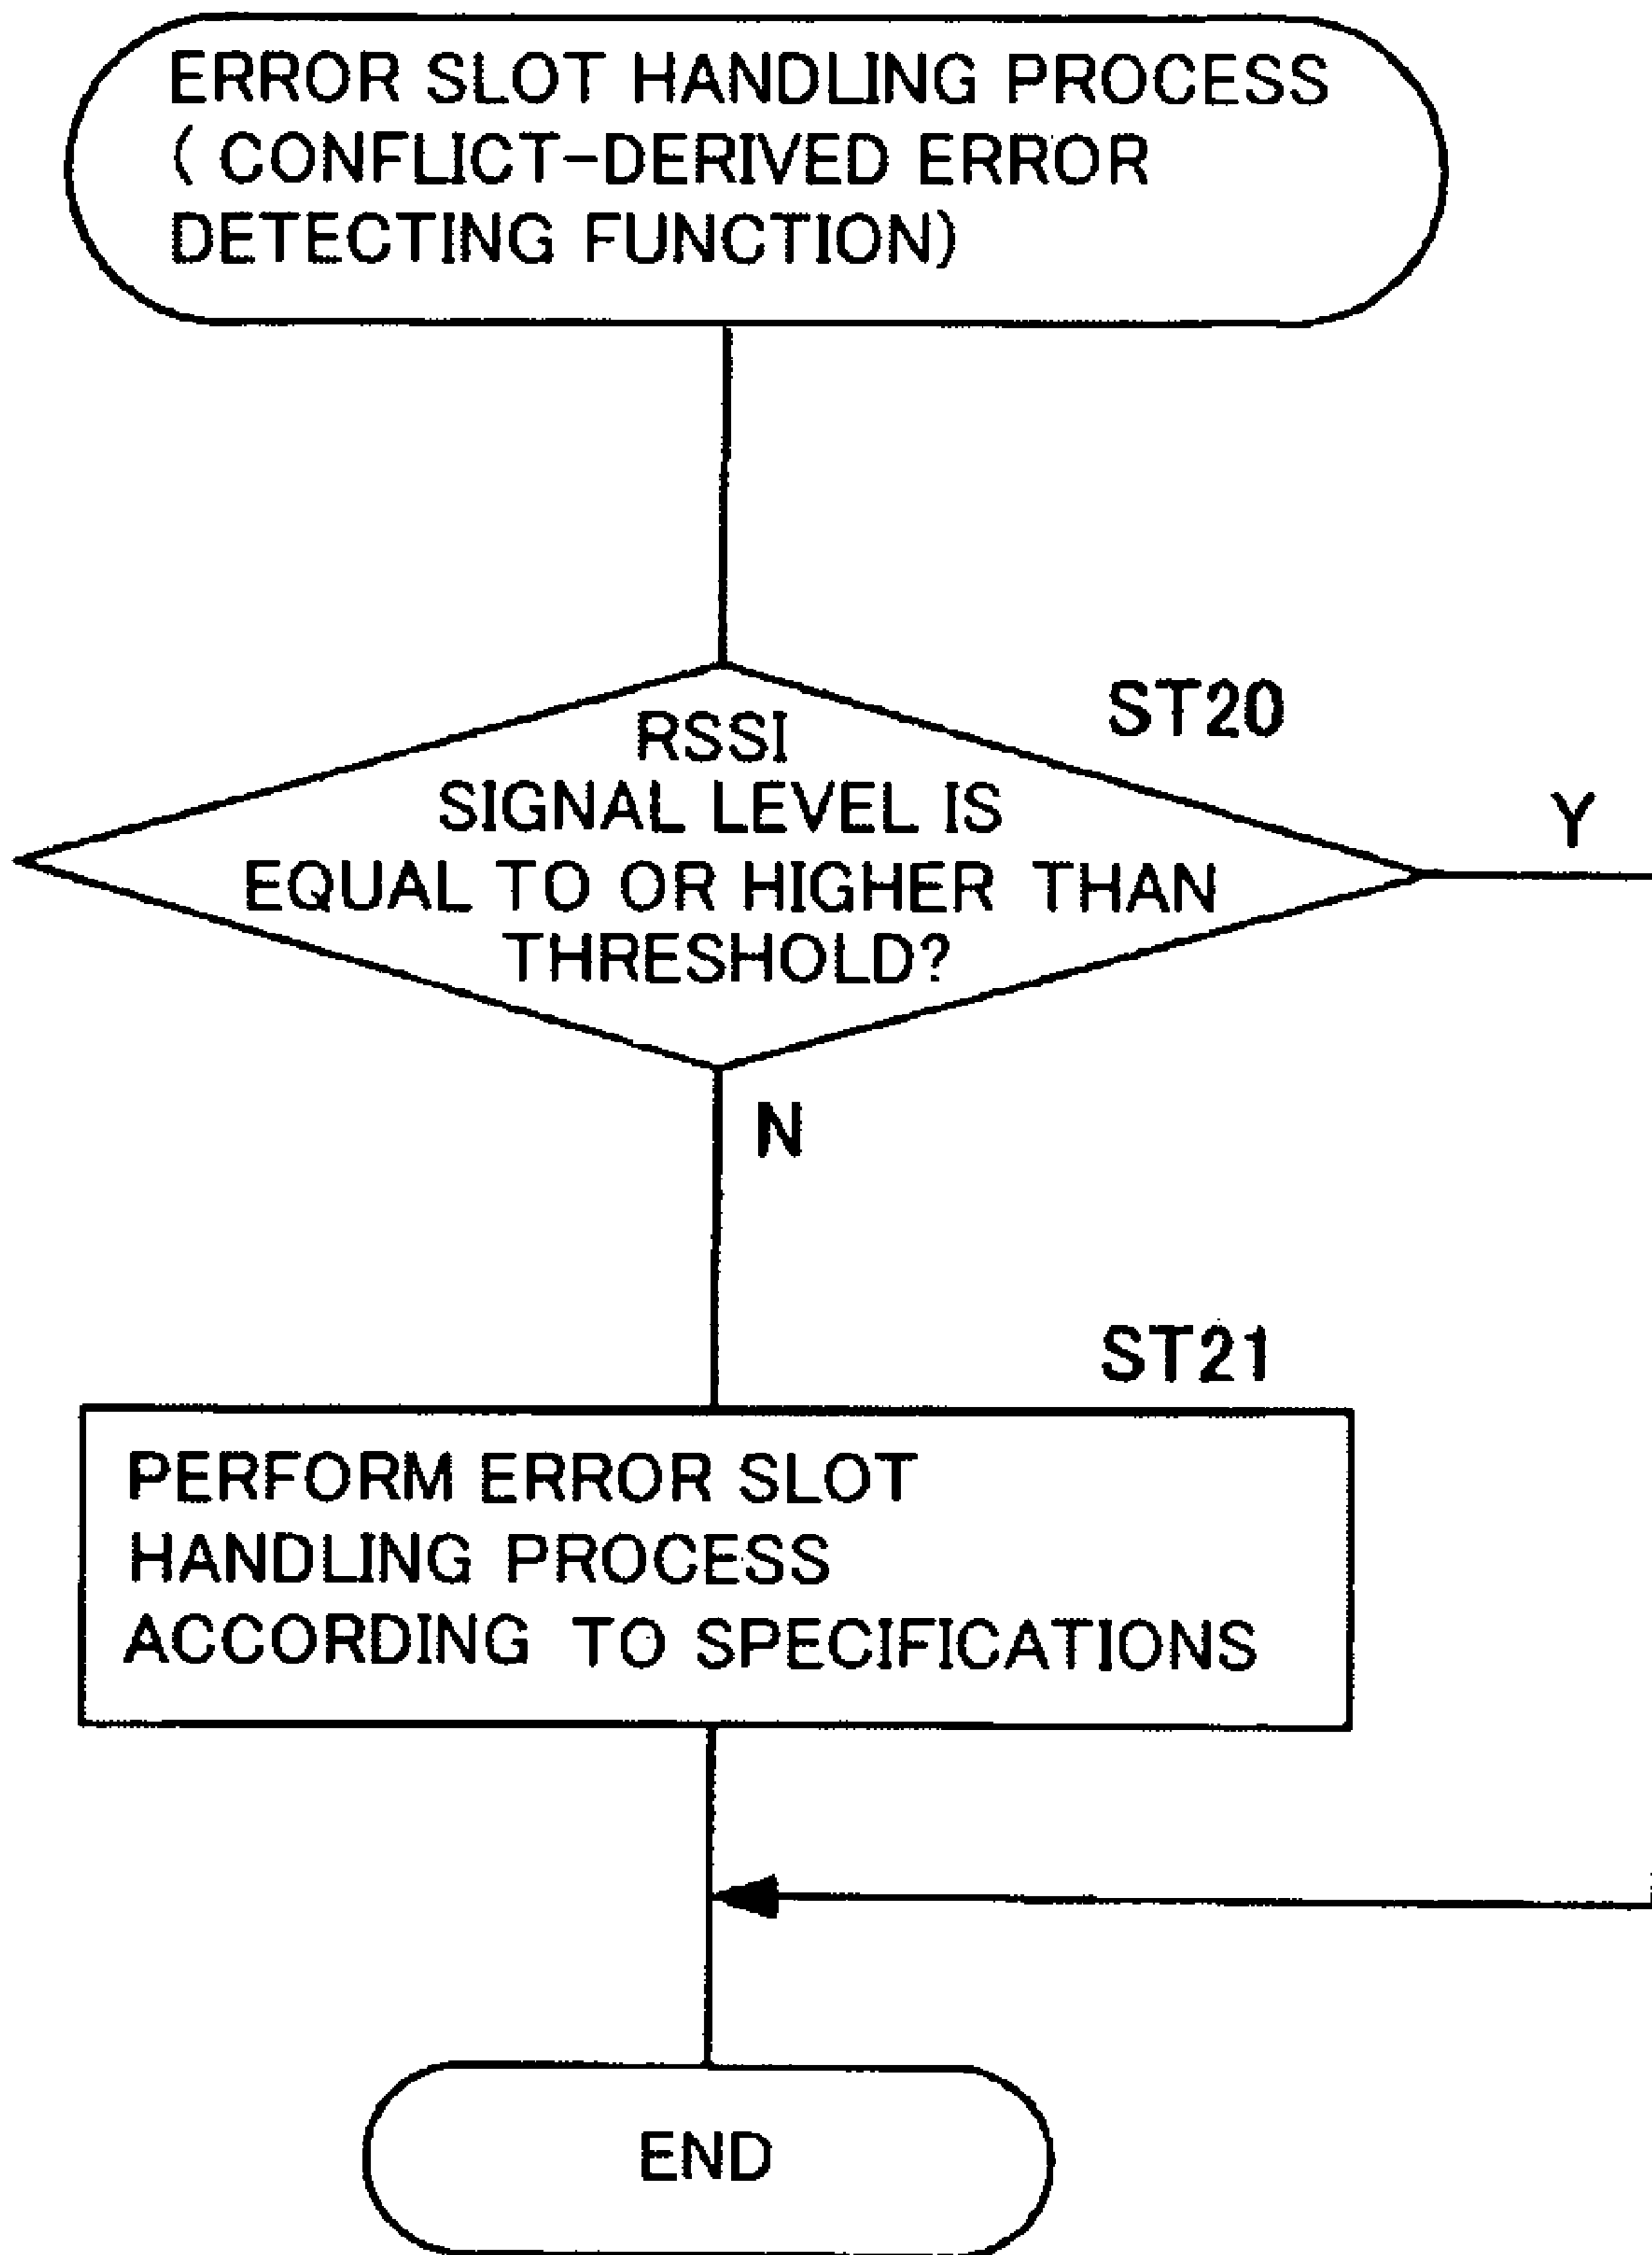 ERROR SLOT HANDLING PROCESS
( CONFLICT-DERIVED ERROR
DETECTING FUNCTION)
ST20
RSSI
SIGNAL LEVEL IS
EQUAL TO OR HIGHER THAN
THRESHOLD?
Y
N
ST21
PERFORM ERROR SLOT
HANDLING PROCESS
ACCORDING TO SPECIFICATIONS
END